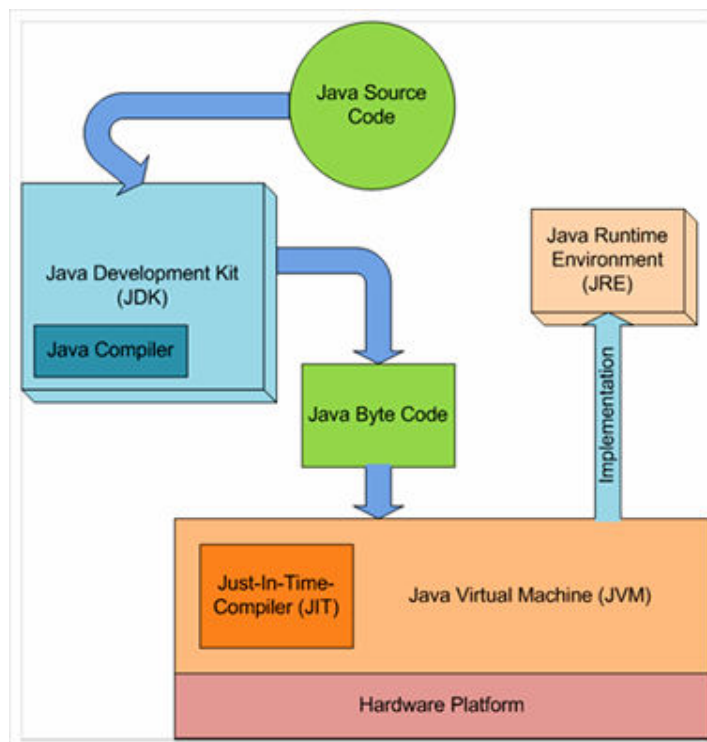 Java Source
Code
Java Development Kit
(JDK)
Java Compiler
Java Runtime
Environment
(JRE)
Java Byte Code
Implementation
Just-In-Time-
Compiler (JIT)
Java Virtual Machine (JVM)
Hardware Platform